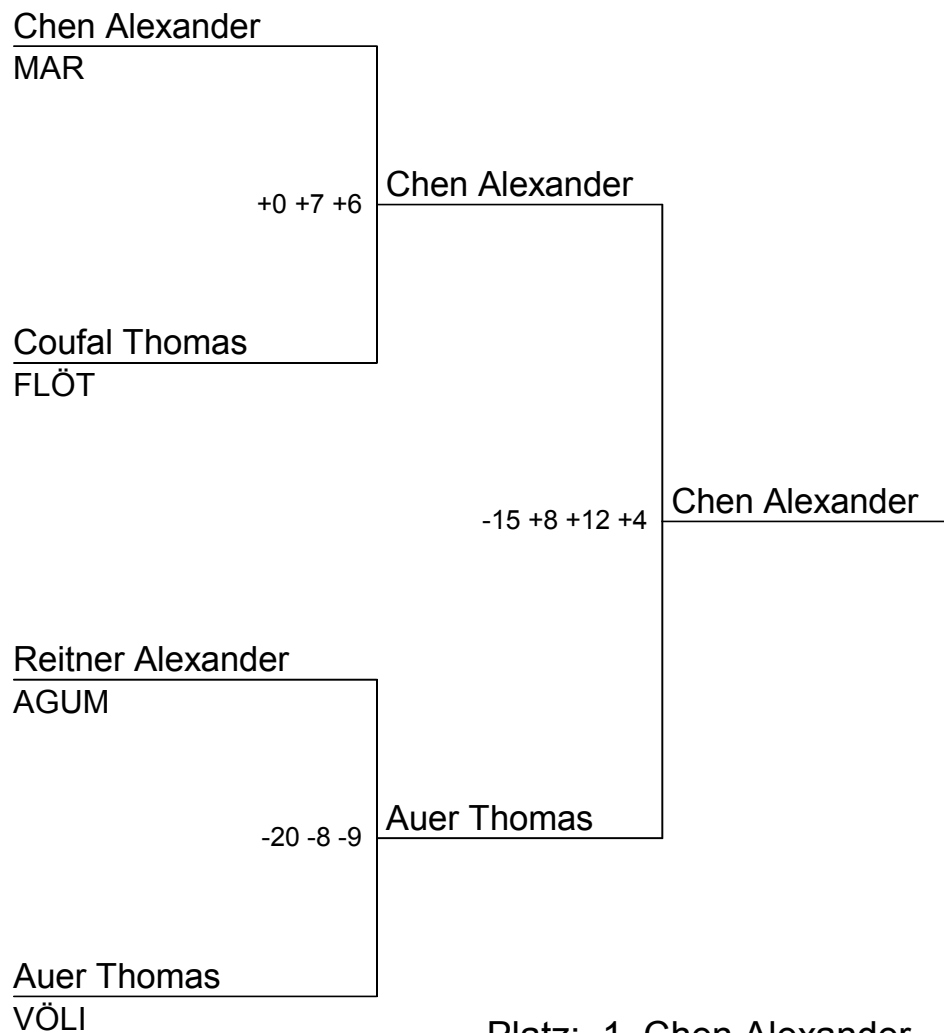 Chen Alexander
MAR
Chen Alexander
+0 +7 +6
Coufal Thomas
FLÖT
Chen Alexander
-15 +8 +12 +4
Reitner Alexander
AGUM
Auer Thomas
-20 -8 -9
Auer Thomas
VÖLI
Platz: 1. Chen Alexander